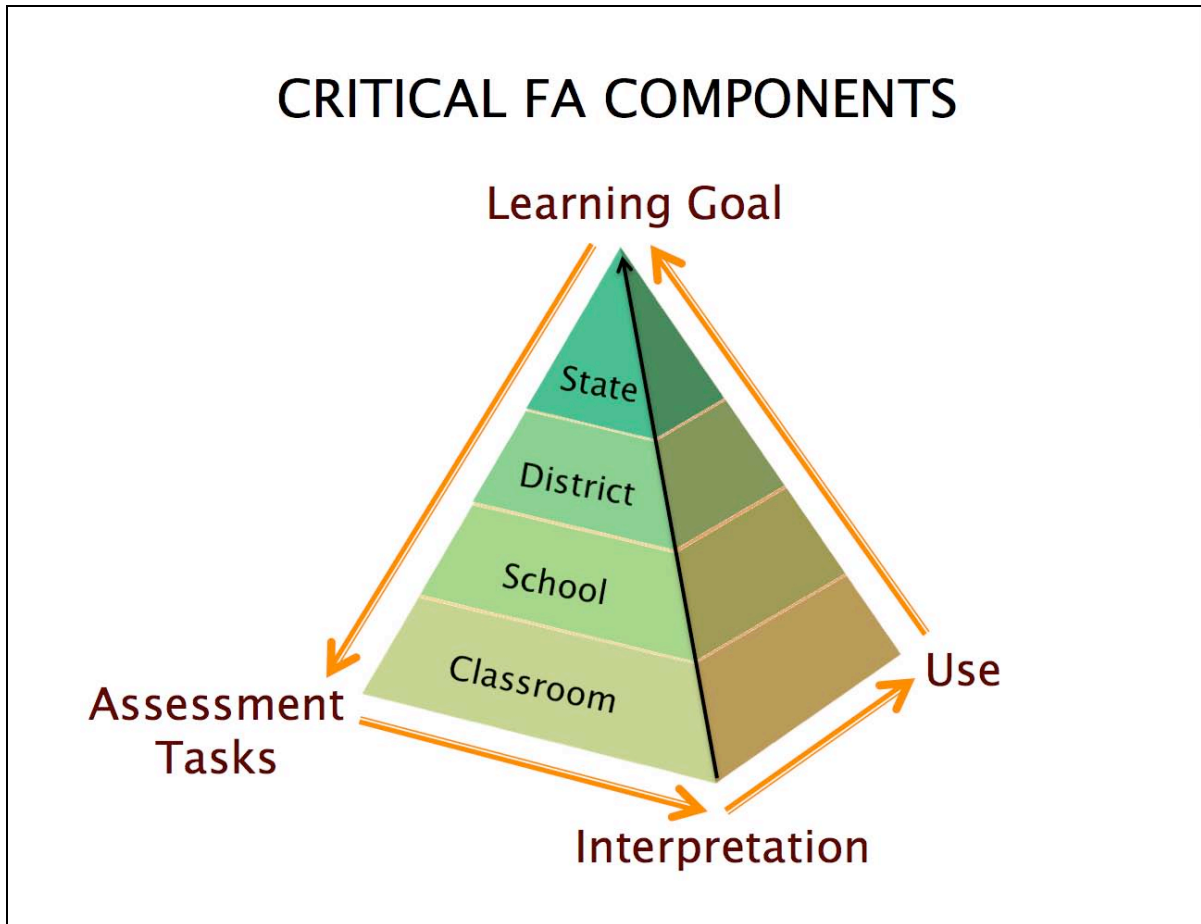 CRITICAL FA COMPONENTS
Learning Goal
State
District
School
Classroom
Use
Assessment
Tasks
Interpretation